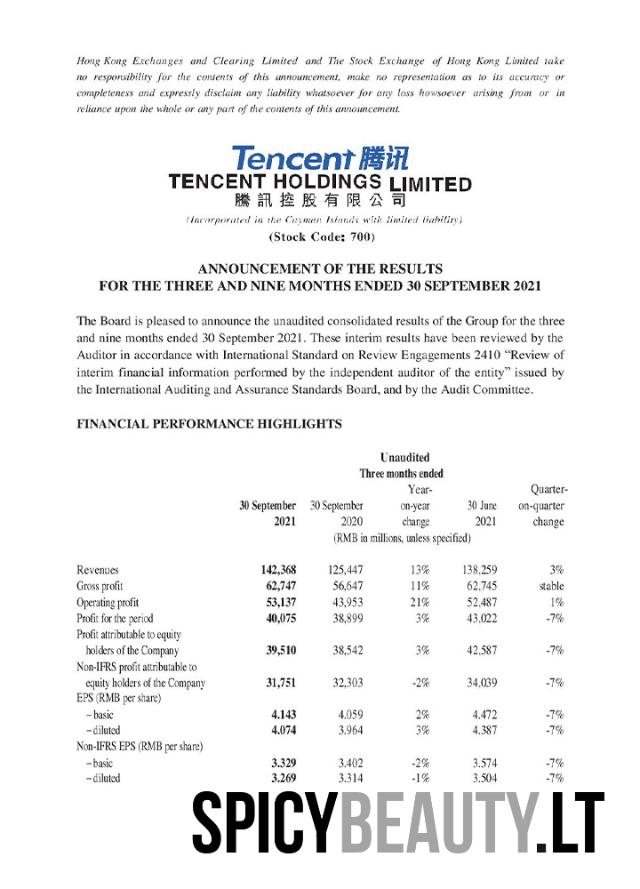 Hong Kong Exchanges and Clearing Limited and The Stock Exchange of Hong Kong Limited take
no responsibility for the contents of this announcement, make no representation as to its accuracy or
completeness and expressly disclaim any liability whatsoever for any loss howsoever arising from or in
reliance upon the whole or any part of the contents of this announcement.
Tencent 腾讯
TENCENT HOLDINGS LIMITED
騰訊控股有限公司
(Incorporated in the Cayman Islands with limited liability)
(Stock Code: 700)
ANNOUNCEMENT OF THE RESULTS
FOR THE THREE AND NINE MONTHS ENDED 30 SEPTEMBER 2021
The Board is pleased to announce the unaudited consolidated results of the Group for the three
and nine months ended 30 September 2021. These interim results have been reviewed by the
Auditor in accordance with International Standard on Review Engagements 2410 “Review of
interim financial information performed by the independent auditor of the entity” issued by
the International Auditing and Assurance Standards Board, and by the Audit Committee.
FINANCIAL PERFORMANCE HIGHLIGHTS
Unaudited
Three months ended
Year- Quarter-
30 September 30 September on-year 30 June on-quarter
2021 2020 change 2021 change
(RMB in millions, unless specified)
Revenues 142,368 125,447 13% 138,259 3%
Gross profit 62,747 56,647 11% 62,745 stable
Operating profit 53,137 43,953 21% 52,487 1%
Profit for the period 40,075 38,899 3% 43,022 -7%
Profit attributable to equity
holders of the Company 39,510 38,542 3% 42,587 -7%
Non-IFRS profit attributable to
equity holders of the Company 31,751 32,303 -2% 34,039 -7%
EPS (RMB per share)
– basic 4.143 4.059 2% 4.472 -7%
– diluted 4.074 3.964 3% 4.387 -7%
Non-IFRS EPS (RMB per share)
– basic 3.329 3.402 -2% 3.574 -7%
– diluted 3.269 3.314 -1% 3.504 -7%
SPICYBEAUTY.LT